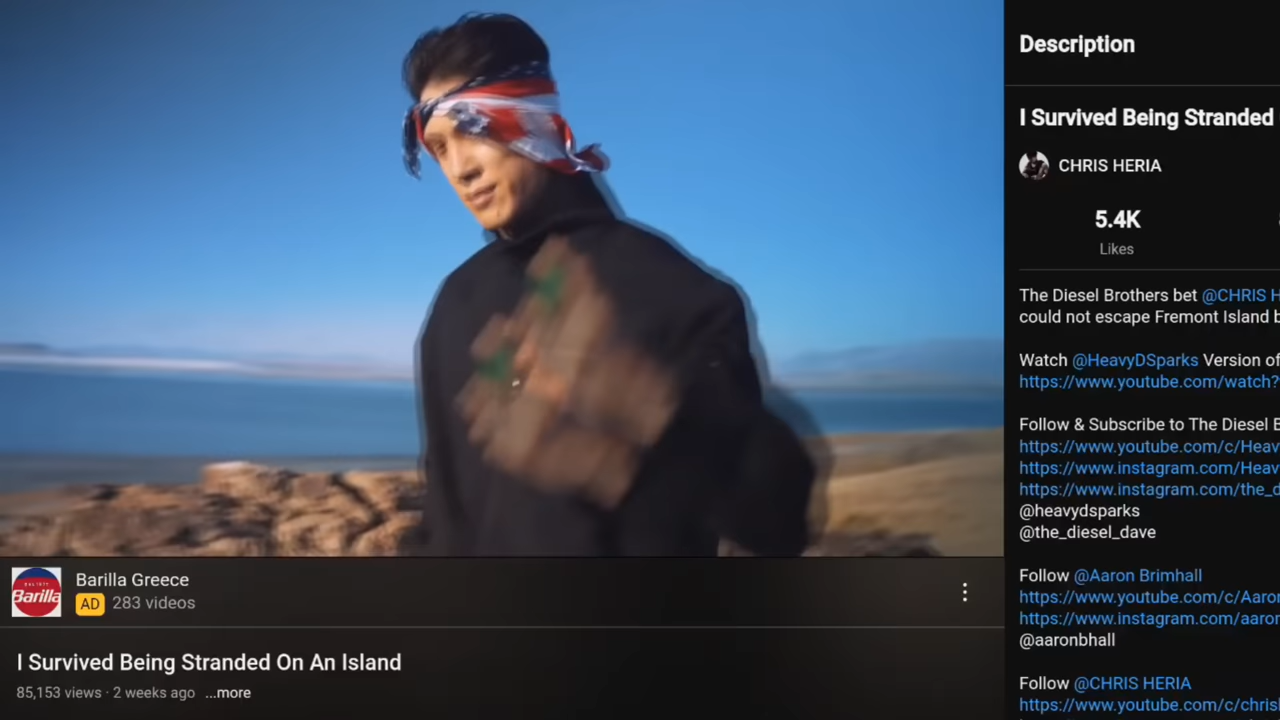 Barilla
Barilla Greece
AD 283 videos
I Survived Being Stranded On An Island
85,153 views · 2 weeks ago ...more
Description
I Survived Being Stranded
CHRIS HERIA
5.4K
Likes
The Diesel Brothers bet @CHRIS H
could not escape Fremont Island b
Watch @HeavyDSparks Version of
https://www.youtube.com/watch?
Follow & Subscribe to The Diesel B
https://www.youtube.com/c/Heav
https://www.instagram.com/Heav
https://www.instagram.com/the_d
@heavydsparks
@the_diesel_dave
Follow @Aaron Brimhall
https://www.youtube.com/c/Aaron
https://www.instagram.com/aaron
@aaronbhall
Follow @CHRIS HERIA
https://www.youtube.com/c/chrish